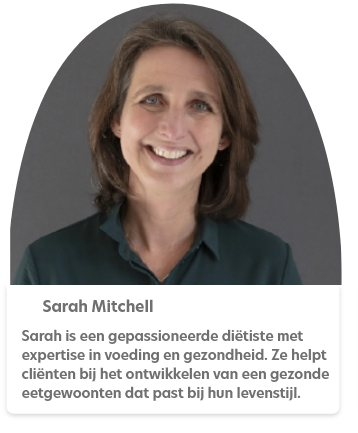 Sarah Mitchell
Sarah is een gepassioneerde diëtiste met
expertise in voeding en gezondheid. Ze helpt
cliënten bij het ontwikkelen van een gezonde
eetgewoonten dat past bij hun levenstijl.